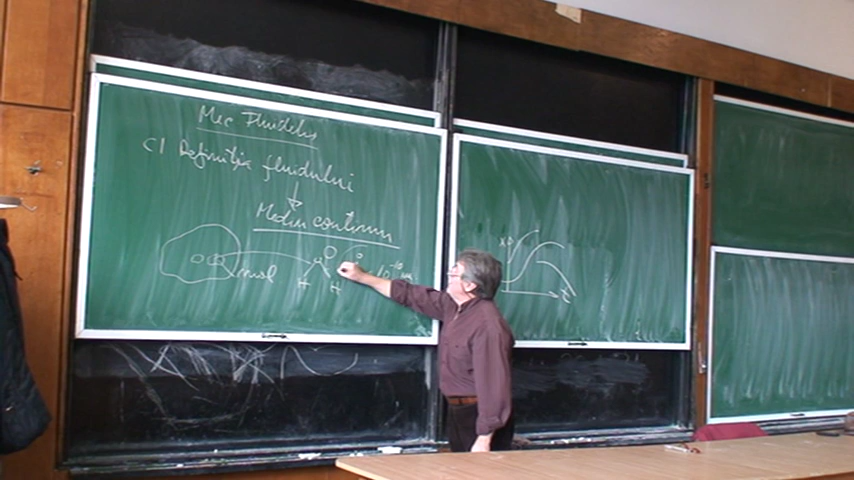 Mec Fluidelor
C1 Definiția fluidului
Mediu continuu
mol
O
H H
10⁻¹⁰ m
t